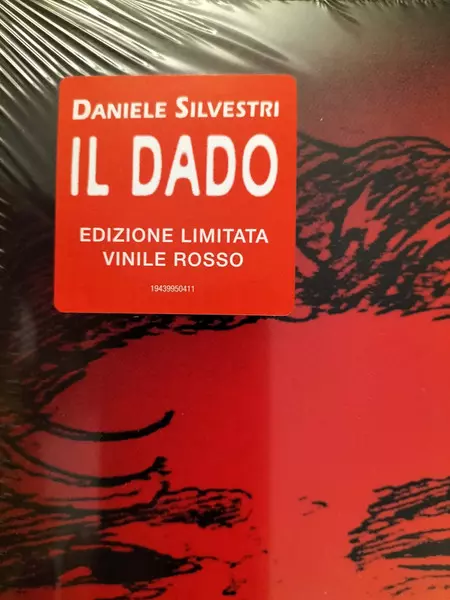 DANIELE SILVESTRI
IL DADO
EDIZIONE LIMITATA
VINILE ROSSO
19439950411